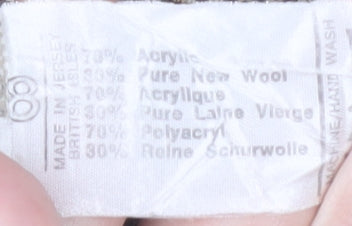 MADE IN JERSEY
BRITISH ISLES
70% Acrylic
30% Pure New Wool
70% Acrylique
30% Pure Laine Vierge
70% Polyacryl
30% Reine Schurwolle
MACHINE/HAND WASH